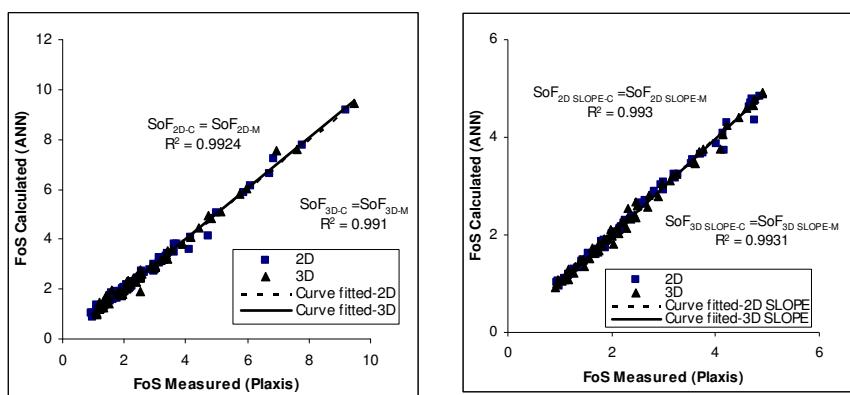 12
10
8
6
4
2
0
0 2 4 6 8 10
FoS Calculated (ANN)
FoS Measured (Plaxis)
SoF2D-C = SoF2D-M
R² = 0.9924
SoF3D-C =SoF3D-M
R² = 0.991
2D
3D
Curve fitted-2D
Curve fitted-3D
6
4
2
0
0 2 4 6
FoS Calculated (ANN)
FoS Measured (Plaxis)
SoF2D SLOPE-C =SoF2D SLOPE-M
R² = 0.993
SoF3D SLOPE-C =SoF3D SLOPE-M
R² = 0.9931
2D
3D
Curve fitted-2D SLOPE
Curve fitted-3D SLOPE